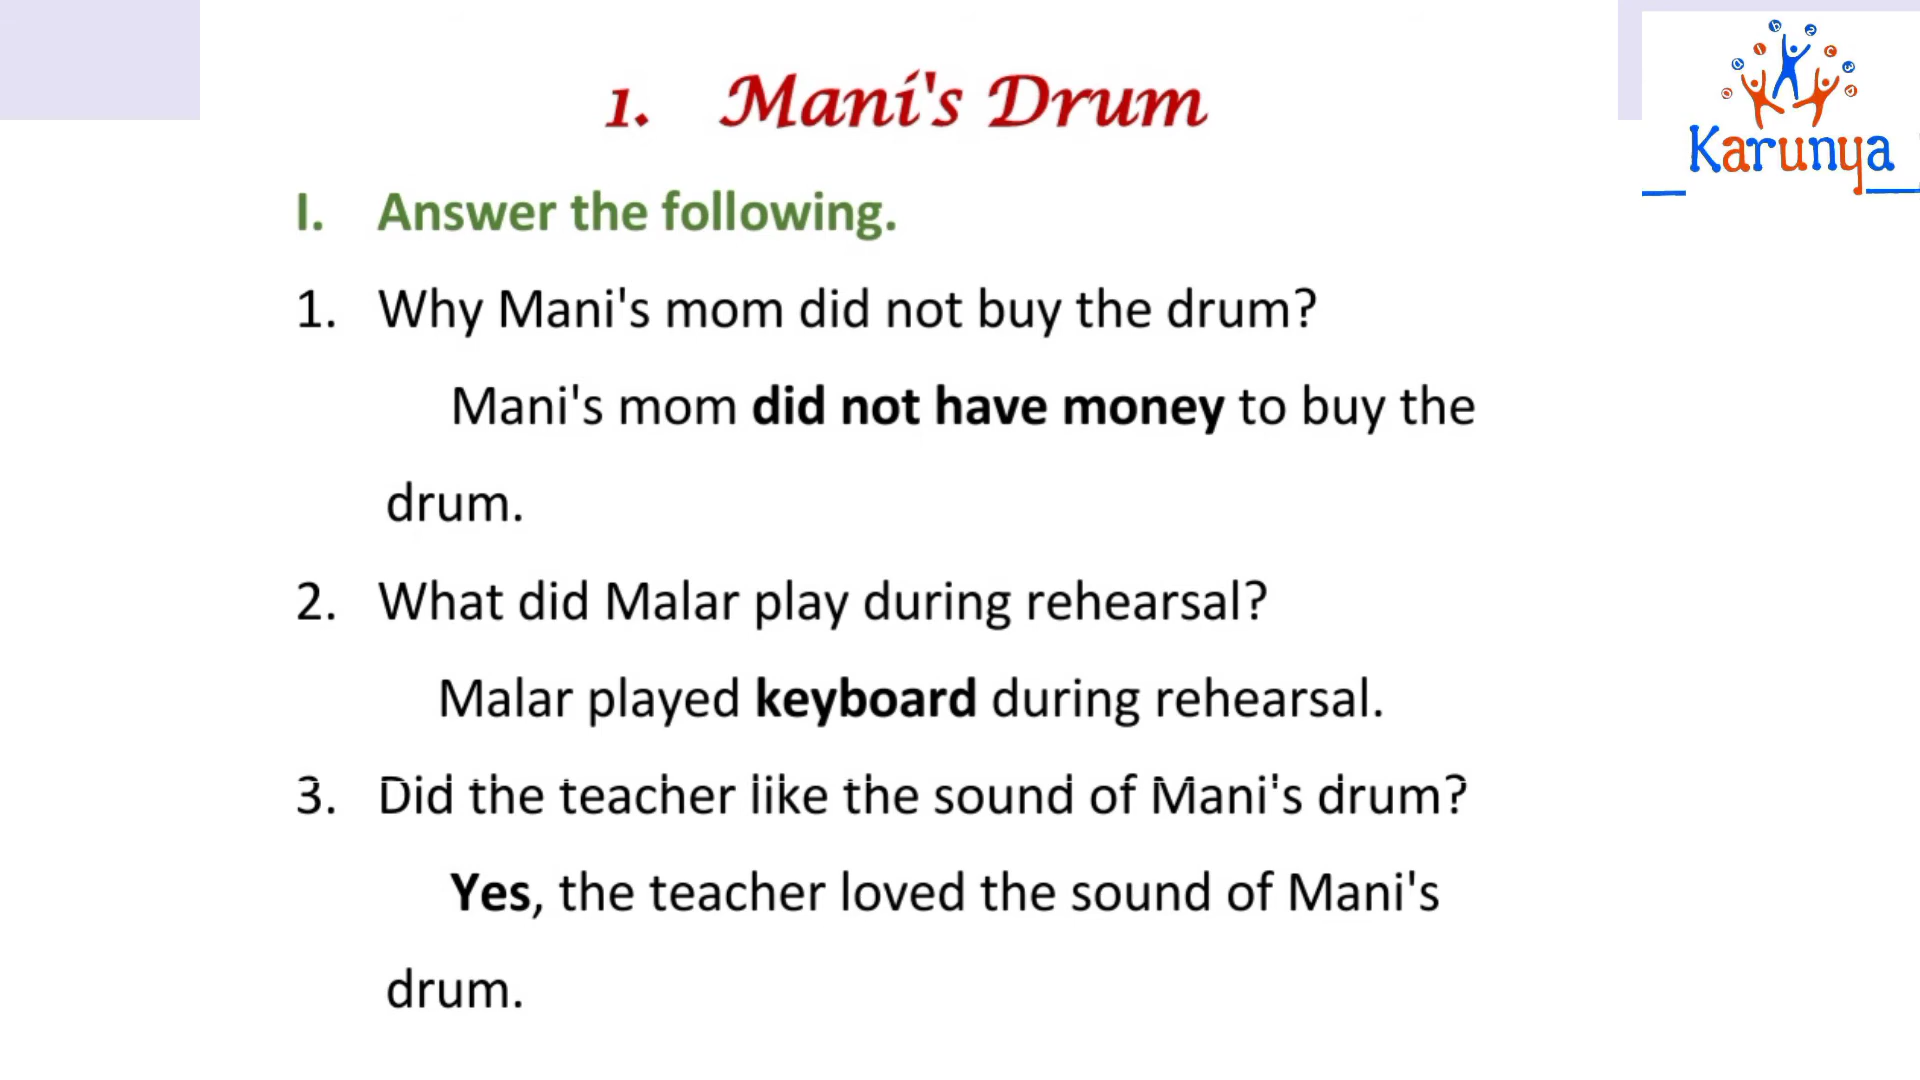 1. Mani's Drum
Karunya
I. Answer the following.
1. Why Mani's mom did not buy the drum?
Mani's mom did not have money to buy the
drum.
2. What did Malar play during rehearsal?
Malar played keyboard during rehearsal.
3. Did the teacher like the sound of Mani's drum?
Yes, the teacher loved the sound of Mani's
drum.